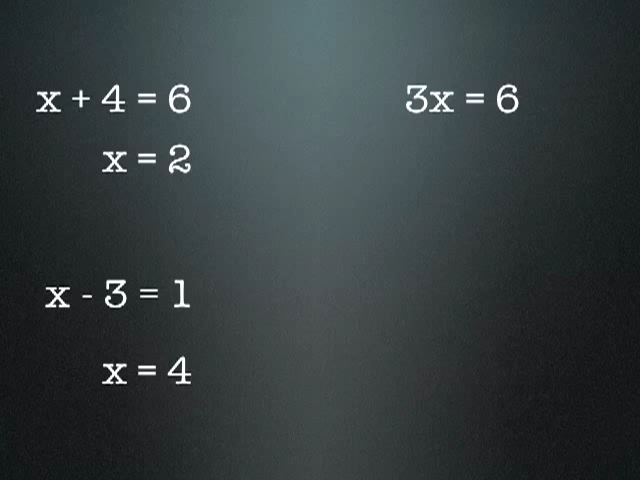 x + 4 = 6
x = 2
x - 3 = 1
x = 4
3x = 6